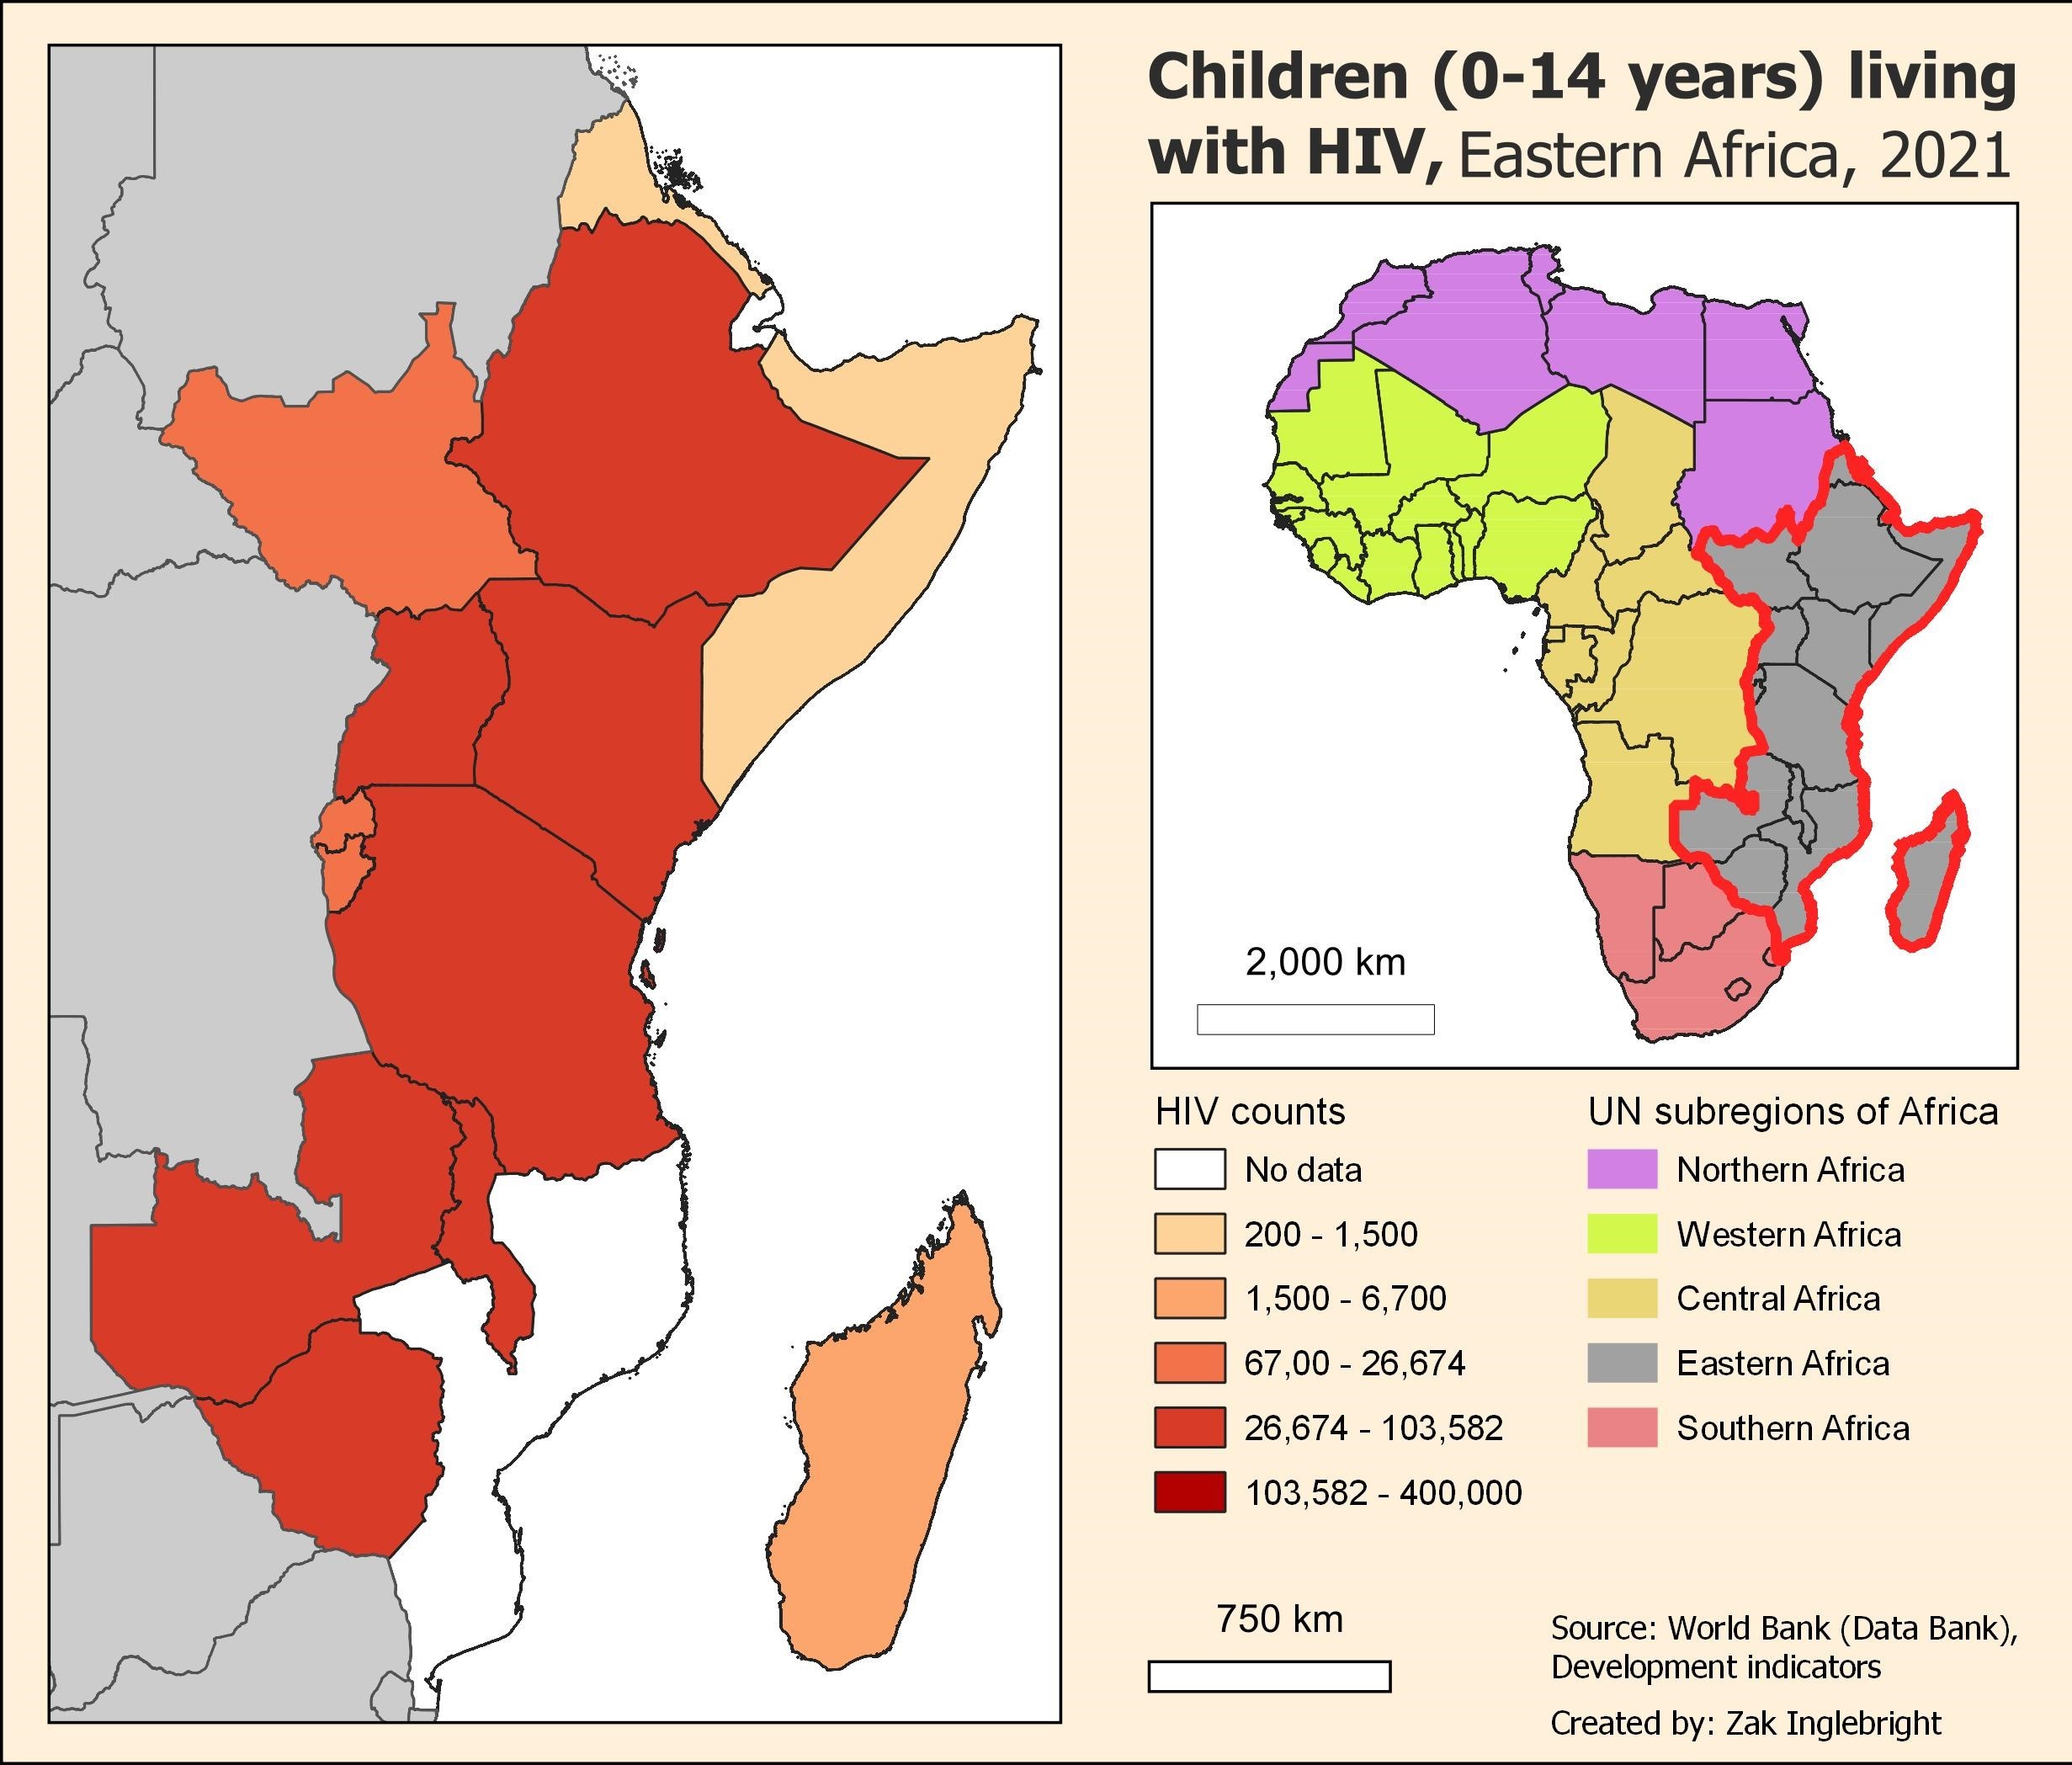 Children (0-14 years) living
with HIV, Eastern Africa, 2021
2,000 km
HIV counts
No data
200 - 1,500
1,500 - 6,700
67,00 - 26,674
26,674 - 103,582
103,582 - 400,000
UN subregions of Africa
Northern Africa
Western Africa
Central Africa
Eastern Africa
Southern Africa
750 km
Source: World Bank (Data Bank),
Development indicators
Created by: Zak Inglebright